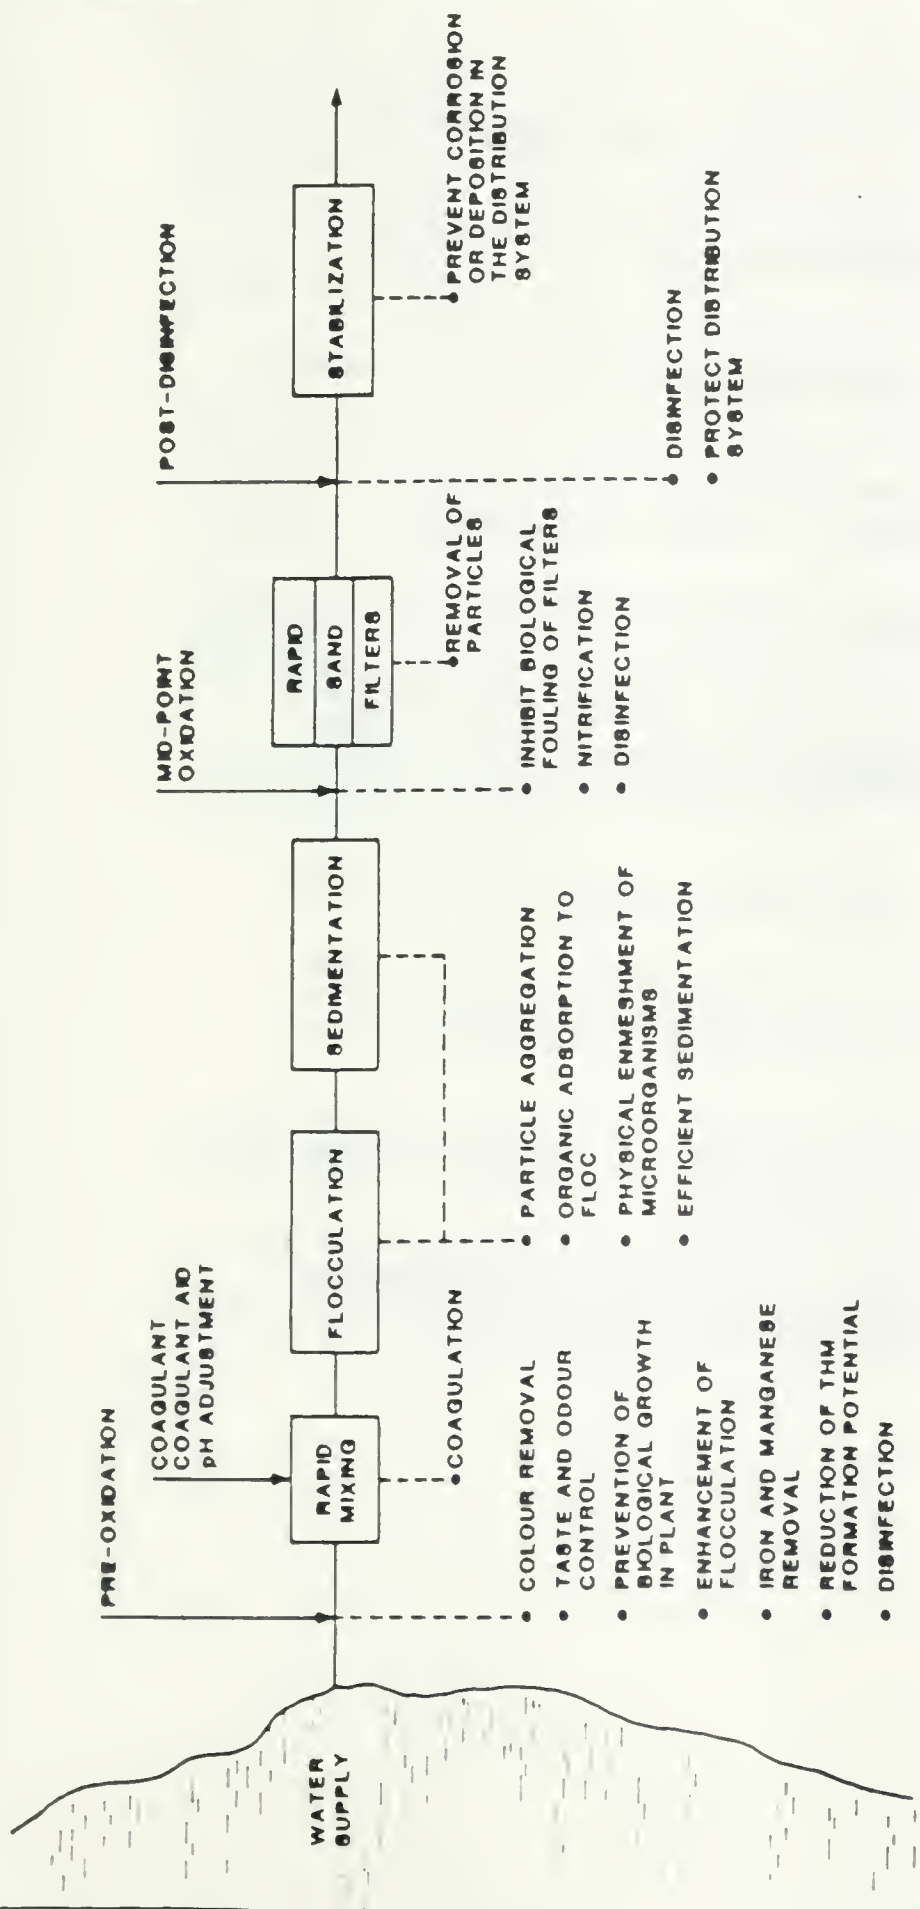 PRE-OXIDATION
COAGULANT
COAGULANT AID
pH ADJUSTMENT
MID-POINT
OXIDATION
POST-DISINFECTION
WATER
SUPPLY
RAPID
MIXING
FLOCCULATION
SEDIMENTATION
RAPID
SAND
FILTERS
STABILIZATION
• COAGULATION
• REMOVAL OF
PARTICLES
• PREVENT CORROSION
OR DEPOSITION IN
THE DISTRIBUTION
SYSTEM
• COLOUR REMOVAL
• TASTE AND ODOUR
CONTROL
• PREVENTION OF
BIOLOGICAL GROWTH
IN PLANT
• ENHANCEMENT OF
FLOCCULATION
• IRON AND MANGANESE
REMOVAL
• REDUCTION OF THM
FORMATION POTENTIAL
• DISINFECTION
• PARTICLE AGGREGATION
• ORGANIC ADSORPTION TO
FLOC
• PHYSICAL ENMESHMENT OF
MICROORGANISMS
• EFFICIENT SEDIMENTATION
• INHIBIT BIOLOGICAL
FOULING OF FILTERS
• NITRIFICATION
• DISINFECTION
• DISINFECTION
• PROTECT DISTRIBUTION
SYSTEM